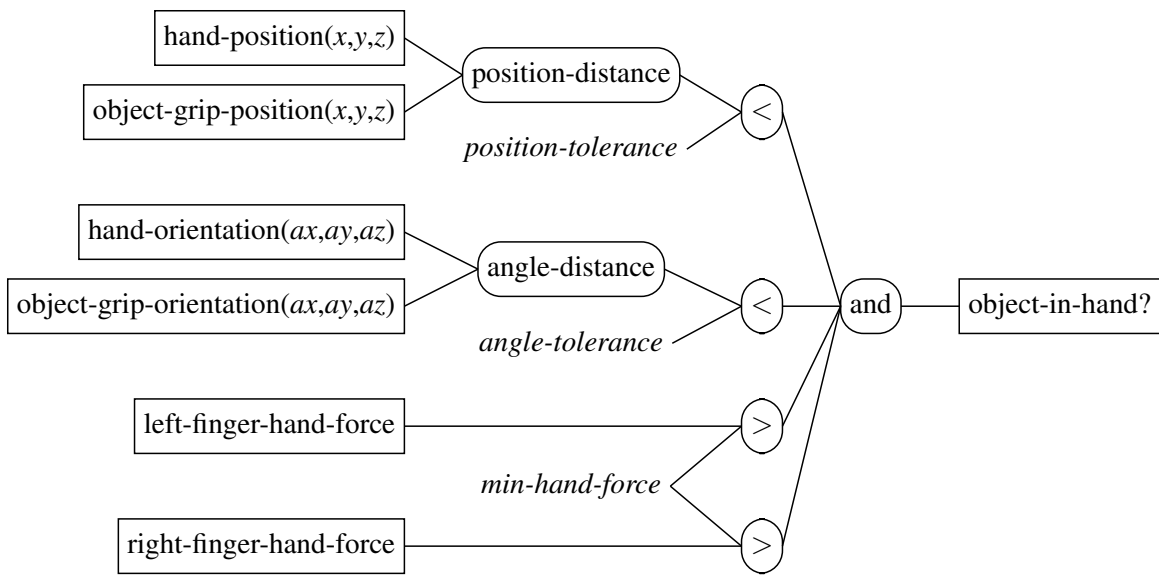 hand-position(x,y,z)
position-distance
object-grip-position(x,y,z)
<
position-tolerance
hand-orientation(ax,ay,az)
angle-distance
object-grip-orientation(ax,ay,az)
<
and
object-in-hand?
angle-tolerance
left-finger-hand-force
>
min-hand-force
right-finger-hand-force
>